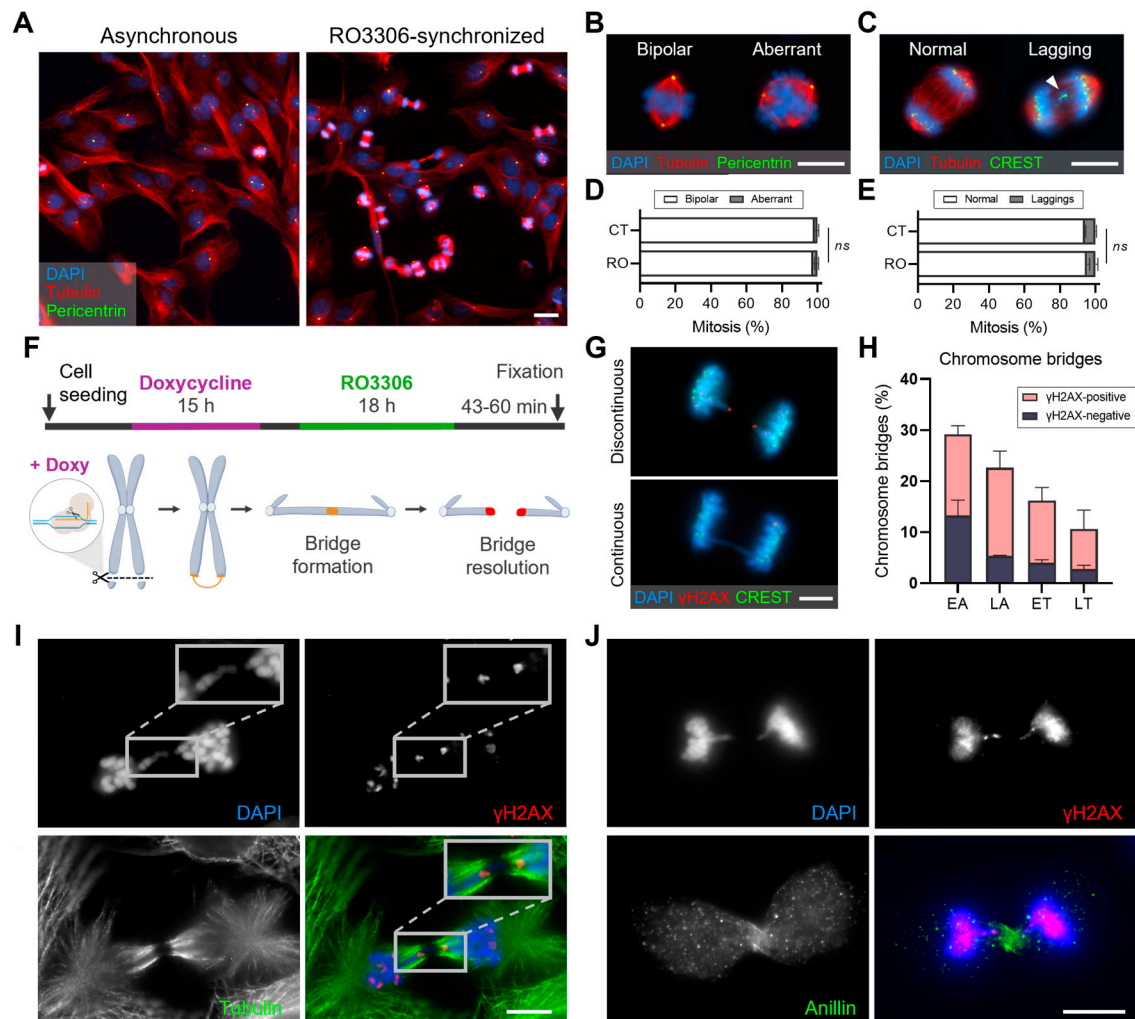 A
Asynchronous
RO3306-synchronized
DAPI
Tubulin
Pericentrin
B
Bipolar
Aberrant
DAPI Tubulin Pericentrin
C
Normal
Lagging
DAPI Tubulin CREST
D
Bipolar Aberrant
CT
RO
ns
0 20 40 60 80 100
Mitosis (%)
E
Normal Laggings
CT
RO
ns
0 20 40 60 80 100
Mitosis (%)
F
Cell
seeding
Doxycycline
15 h
RO3306
18 h
Fixation
43-60 min
+ Doxy
Bridge
formation
Bridge
resolution
G
Discontinuous
Continuous
DAPI γH2AX CREST
H
Chromosome bridges
γH2AX-positive
γH2AX-negative
Chromosome bridges (%)
40
30
20
10
0
EA LA ET LT
I
DAPI
γH2AX
Tubulin
J
DAPI
γH2AX
Anillin